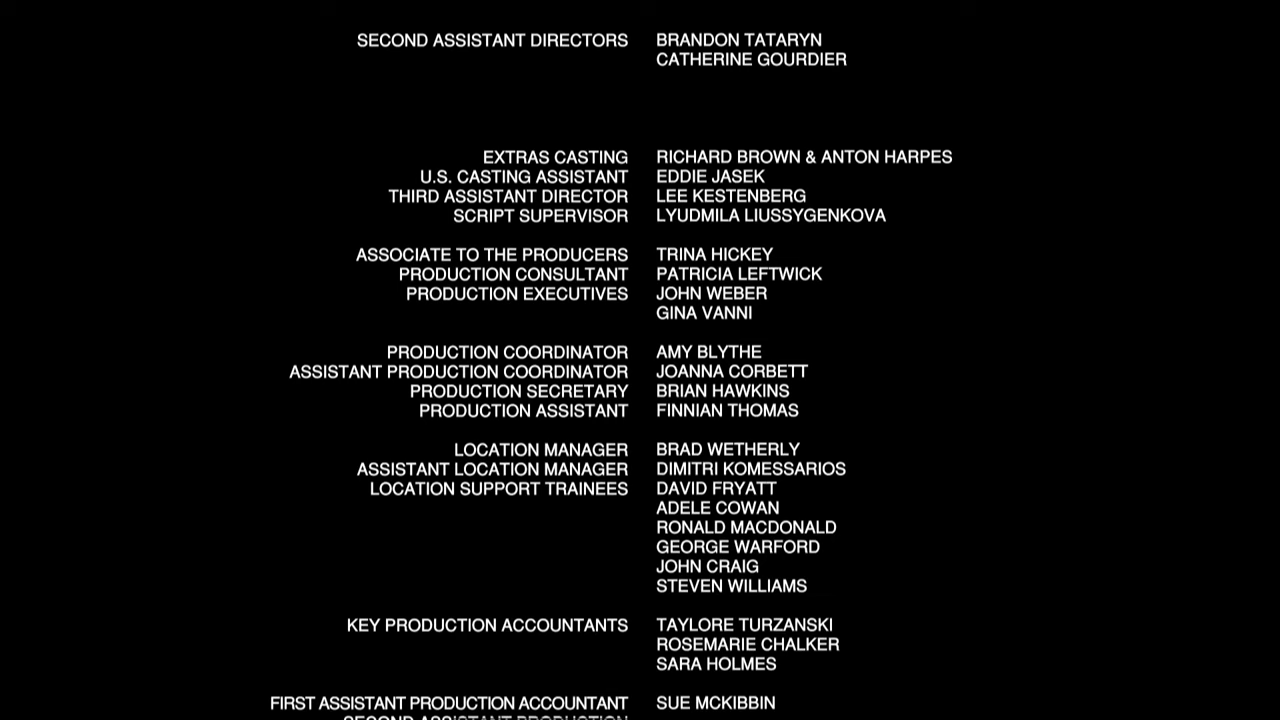 SECOND ASSISTANT DIRECTORS BRANDON TATARYN
CATHERINE GOURDIER
EXTRAS CASTING RICHARD BROWN & ANTON HARPES
U.S. CASTING ASSISTANT EDDIE JASEK
THIRD ASSISTANT DIRECTOR LEE KESTENBERG
SCRIPT SUPERVISOR LYUDMILA LIUSSYGENKOVA
ASSOCIATE TO THE PRODUCERS TRINA HICKEY
PRODUCTION CONSULTANT PATRICIA LEFTWICK
PRODUCTION EXECUTIVES JOHN WEBER
GINA VANNI
PRODUCTION COORDINATOR AMY BLYTHE
ASSISTANT PRODUCTION COORDINATOR JOANNA CORBETT
PRODUCTION SECRETARY BRIAN HAWKINS
PRODUCTION ASSISTANT FINNIAN THOMAS
LOCATION MANAGER BRAD WETHERLY
ASSISTANT LOCATION MANAGER DIMITRI KOMESSARIOS
LOCATION SUPPORT TRAINEES DAVID FRYATT
ADELE COWAN
RONALD MACDONALD
GEORGE WARFORD
JOHN CRAIG
STEVEN WILLIAMS
KEY PRODUCTION ACCOUNTANTS TAYLORE TURZANSKI
ROSEMARIE CHALKER
SARA HOLMES
FIRST ASSISTANT PRODUCTION ACCOUNTANT SUE MCKIBBIN
SECOND ASSISTANT PRODUCTION